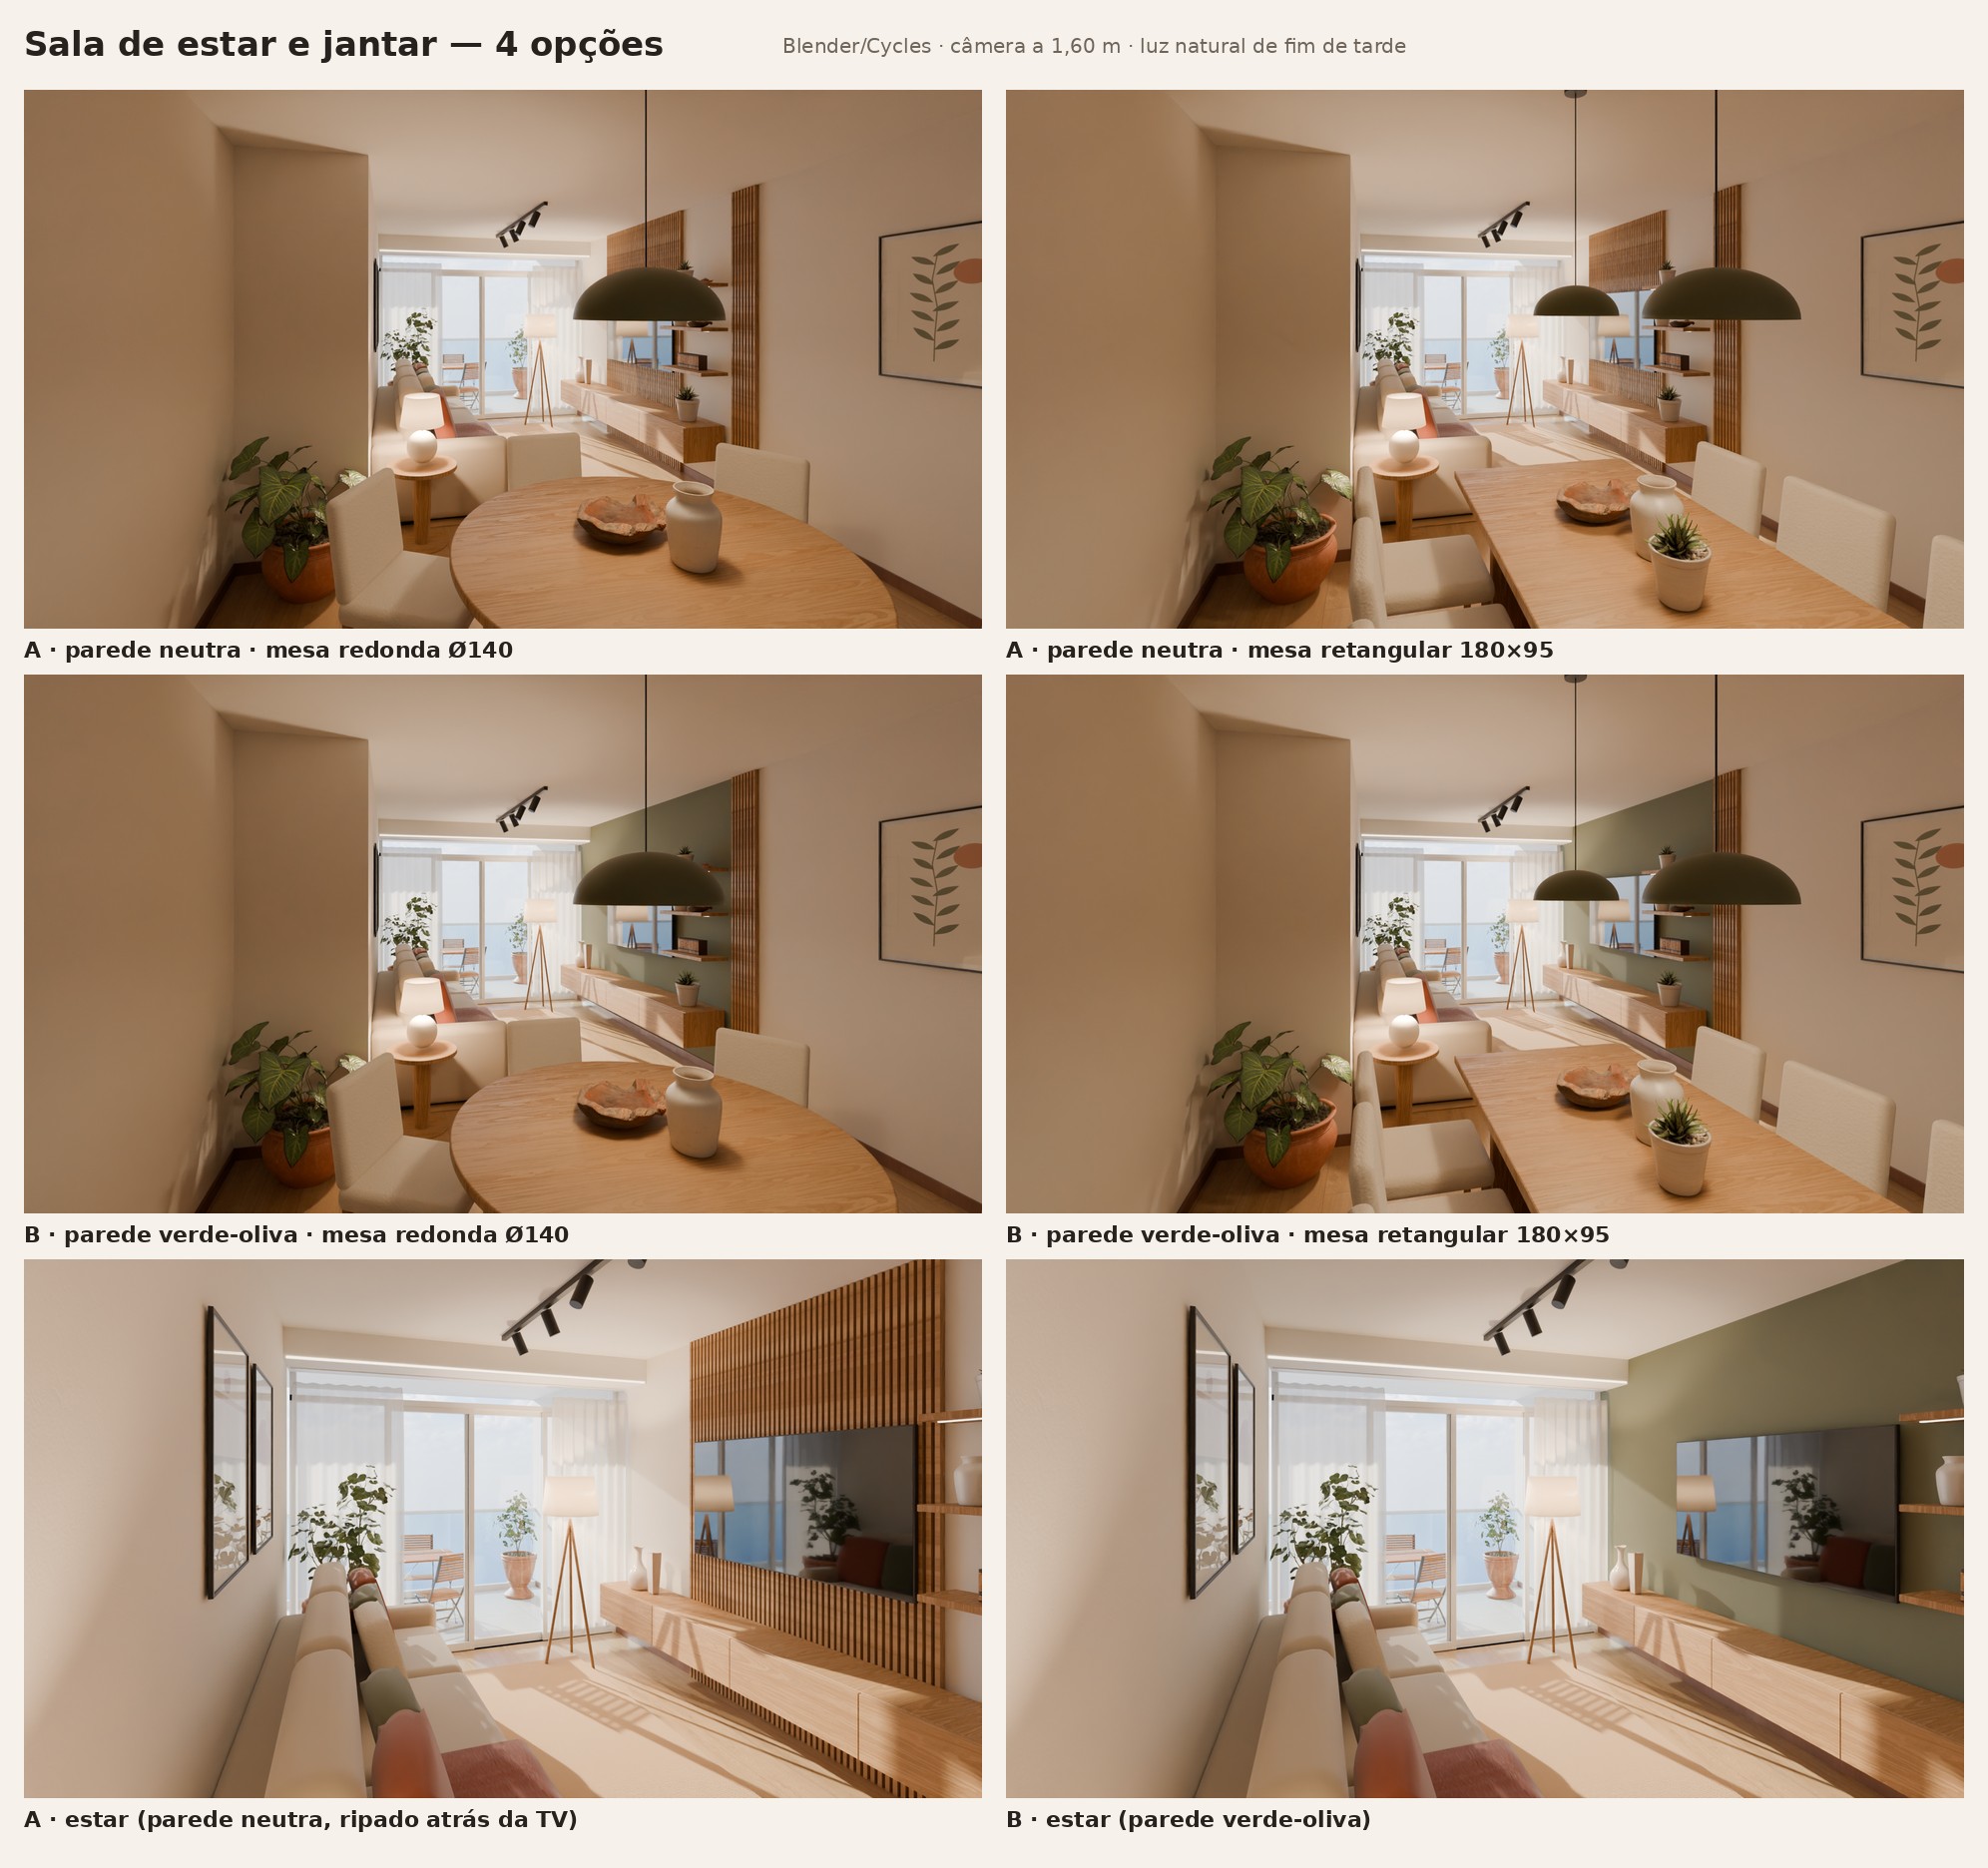 Sala de estar e jantar — 4 opções
Blender/Cycles · câmera a 1,60 m · luz natural de fim de tarde
A · parede neutra · mesa redonda Ø140
A · parede neutra · mesa retangular 180×95
B · parede verde-oliva · mesa redonda Ø140
B · parede verde-oliva · mesa retangular 180×95
A · estar (parede neutra, ripado atrás da TV)
B · estar (parede verde-oliva)